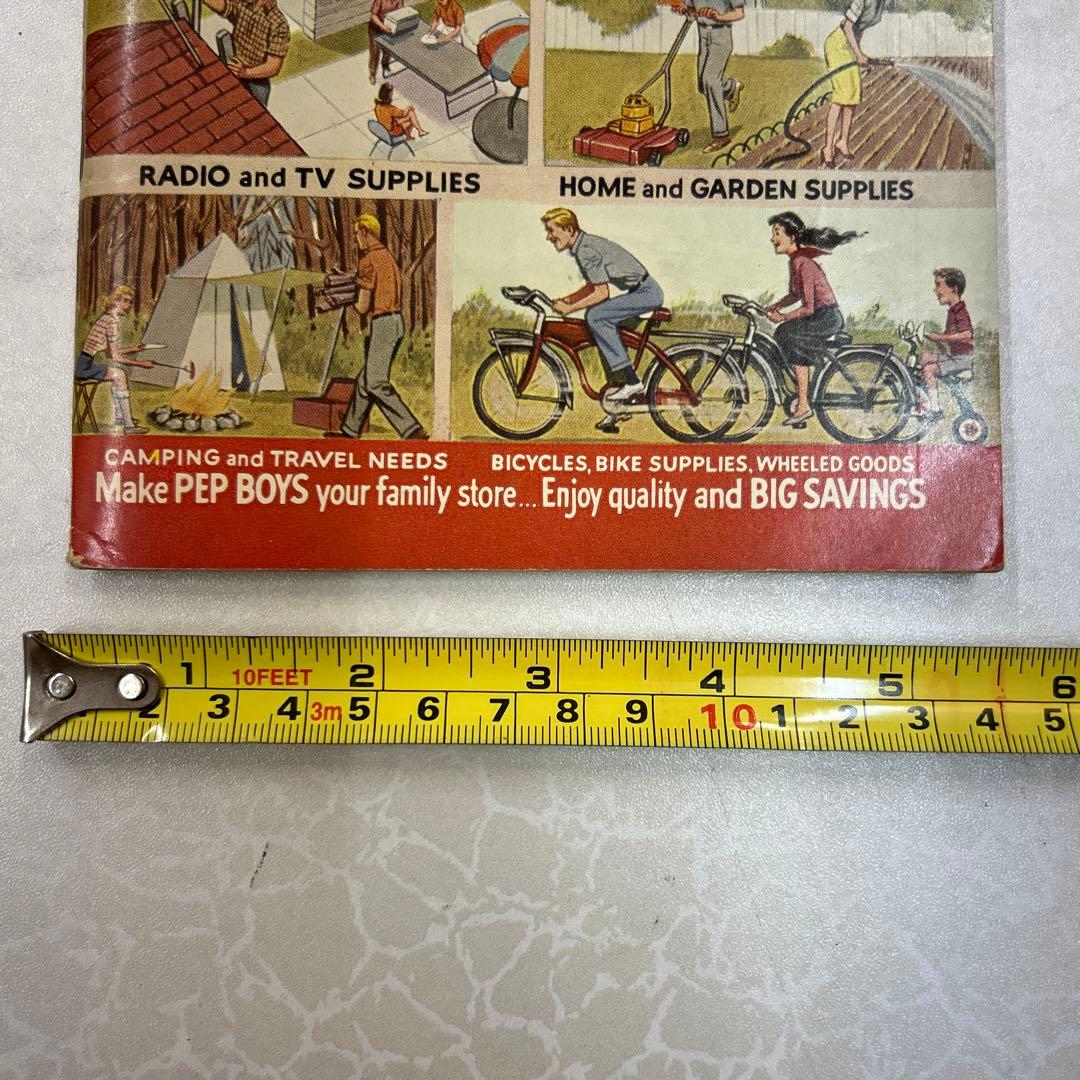 RADIO and TV SUPPLIES
HOME and GARDEN SUPPLIES
CAMPING and TRAVEL NEEDS
BICYCLES, BIKE SUPPLIES, WHEELED GOODS
Make PEP BOYS your family store... Enjoy quality and BIG SAVINGS
1 10FEET 2 3 4 5 6
2 3 4 3m 5 6 7 8 9 10 1 2 3 4 5